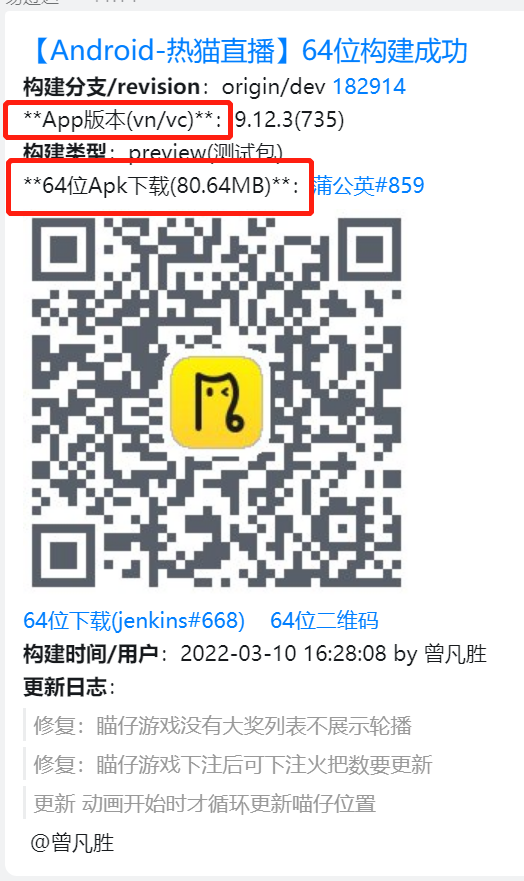 【Android-热猫直播】64位构建成功
构建分支/revision：origin/dev 182914
**App版本(vn/vc)**：9.12.3(735)
构建类型：preview(测试包)
**64位Apk下载(80.64MB)**：蒲公英#859
64位下载(jenkins#668) 64位二维码
构建时间/用户：2022-03-10 16:28:08 by 曾凡胜
更新日志：
修复：瞄仔游戏没有大奖列表不展示轮播
修复：瞄仔游戏下注后可下注火把数要更新
更新 动画开始时才循环更新喵仔位置
@曾凡胜